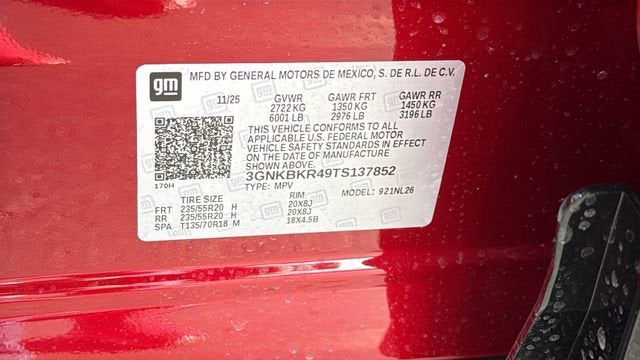 gm MFD BY GENERAL MOTORS DE MEXICO, S. DE R.L. DE C.V.
11/25 GVWR GAWR FRT GAWR RR
2722 KG 1350 KG 1450 KG
6001 LB 2976 LB 3196 LB
THIS VEHICLE CONFORMS TO ALL
APPLICABLE U.S. FEDERAL MOTOR
VEHICLE SAFETY STANDARDS IN EFFECT
ON THE DATE OF MANUFACTURE
SHOWN ABOVE.
3GNKBKR49TS137852
170H TYPE: MPV MODEL: 921NL26
TIRE SIZE RIM
FRT 235/55R20 H 20X8J
RR 235/55R20 H 20X8J
SPA T135/70R18 M 18X4.5B